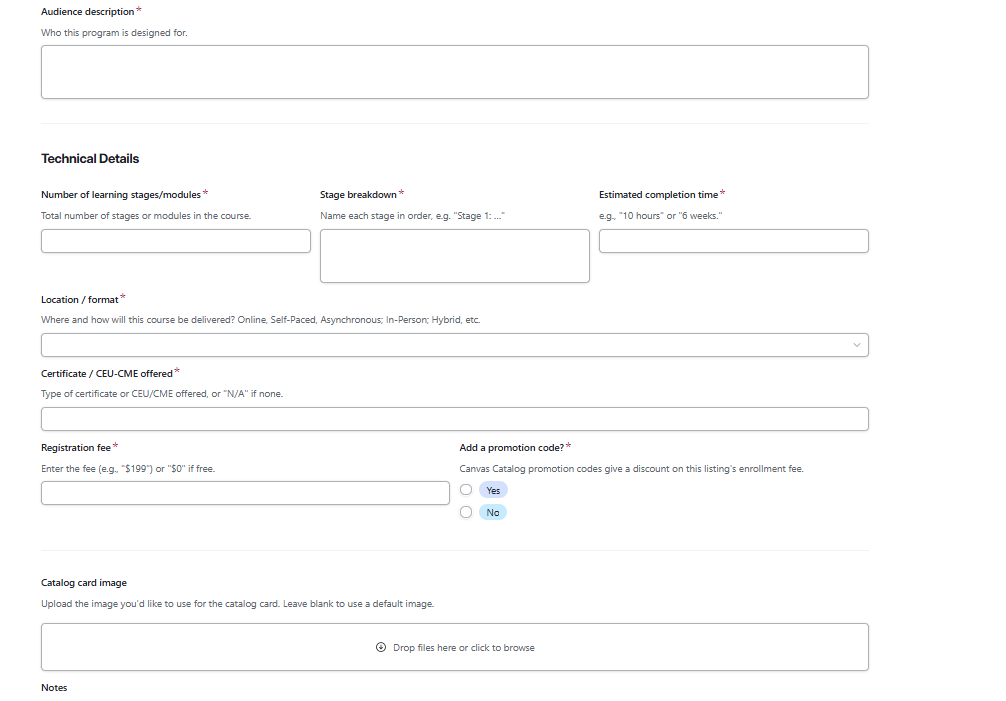 Audience description *
Who this program is designed for.
Technical Details
Number of learning stages/modules *
Total number of stages or modules in the course.
Stage breakdown *
Name each stage in order, e.g. "Stage 1: ..."
Estimated completion time *
e.g., "10 hours" or "6 weeks."
Location / format *
Where and how will this course be delivered? Online, Self-Paced, Asynchronous; In-Person; Hybrid, etc.
Certificate / CEU-CME offered *
Type of certificate or CEU/CME offered, or "N/A" if none.
Registration fee *
Enter the fee (e.g., "$199") or "$0" if free.
Add a promotion code? *
Canvas Catalog promotion codes give a discount on this listing's enrollment fee.
Yes
No
Catalog card image
Upload the image you'd like to use for the catalog card. Leave blank to use a default image.
Drop files here or click to browse
Notes